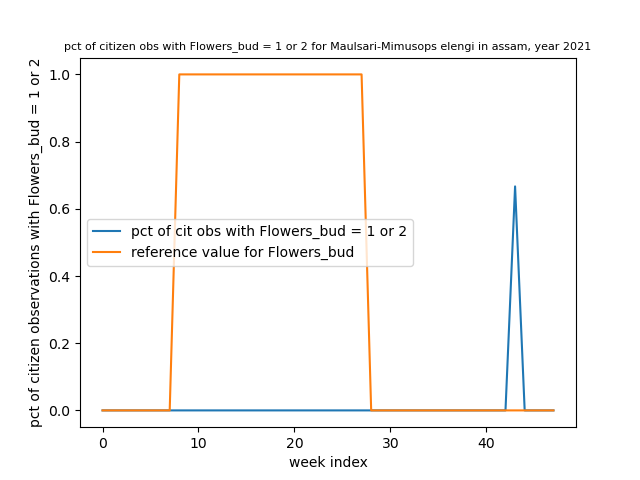 pct of citizen obs with Flowers_bud = 1 or 2 for Maulsari-Mimusops elengi in assam, year 2021
pct of citizen observations with Flowers_bud = 1 or 2
1.0
0.8
0.6
0.4
0.2
0.0
pct of cit obs with Flowers_bud = 1 or 2
reference value for Flowers_bud
0 10 20 30 40
week index